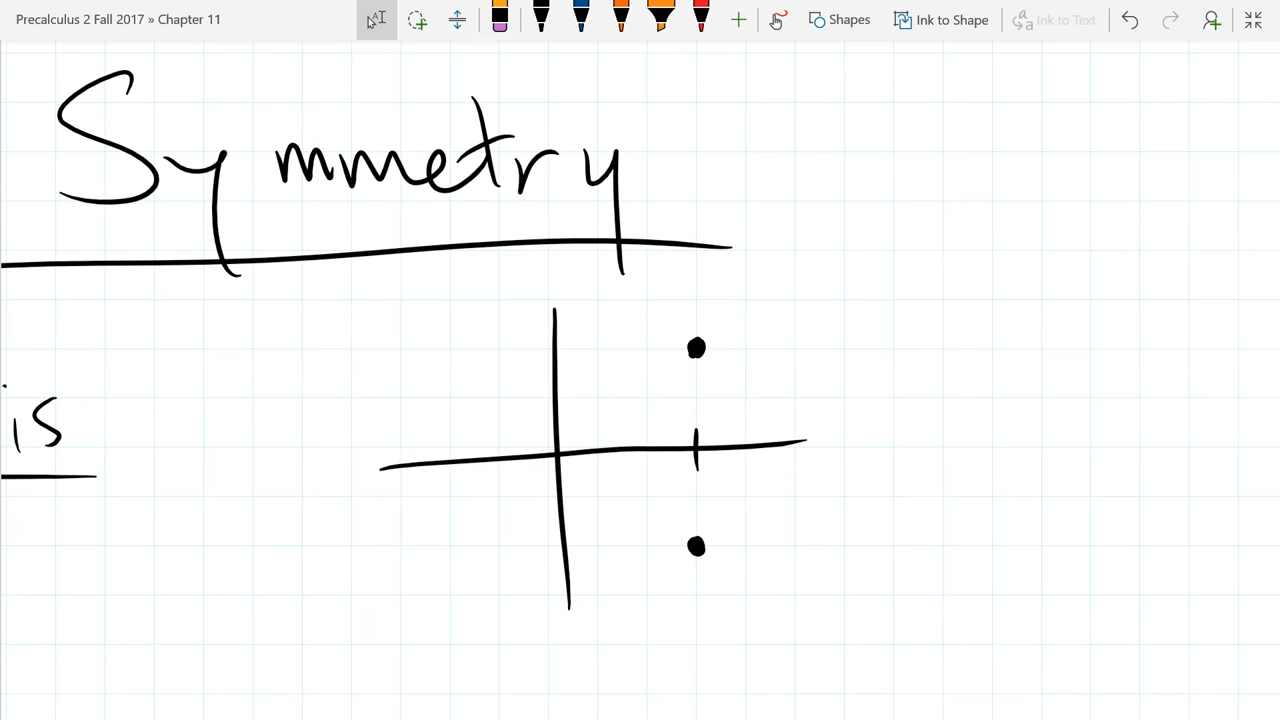 Precalculus 2 Fall 2017 » Chapter 11
Shapes
Ink to Shape
Ink to Text
Symmetry
is